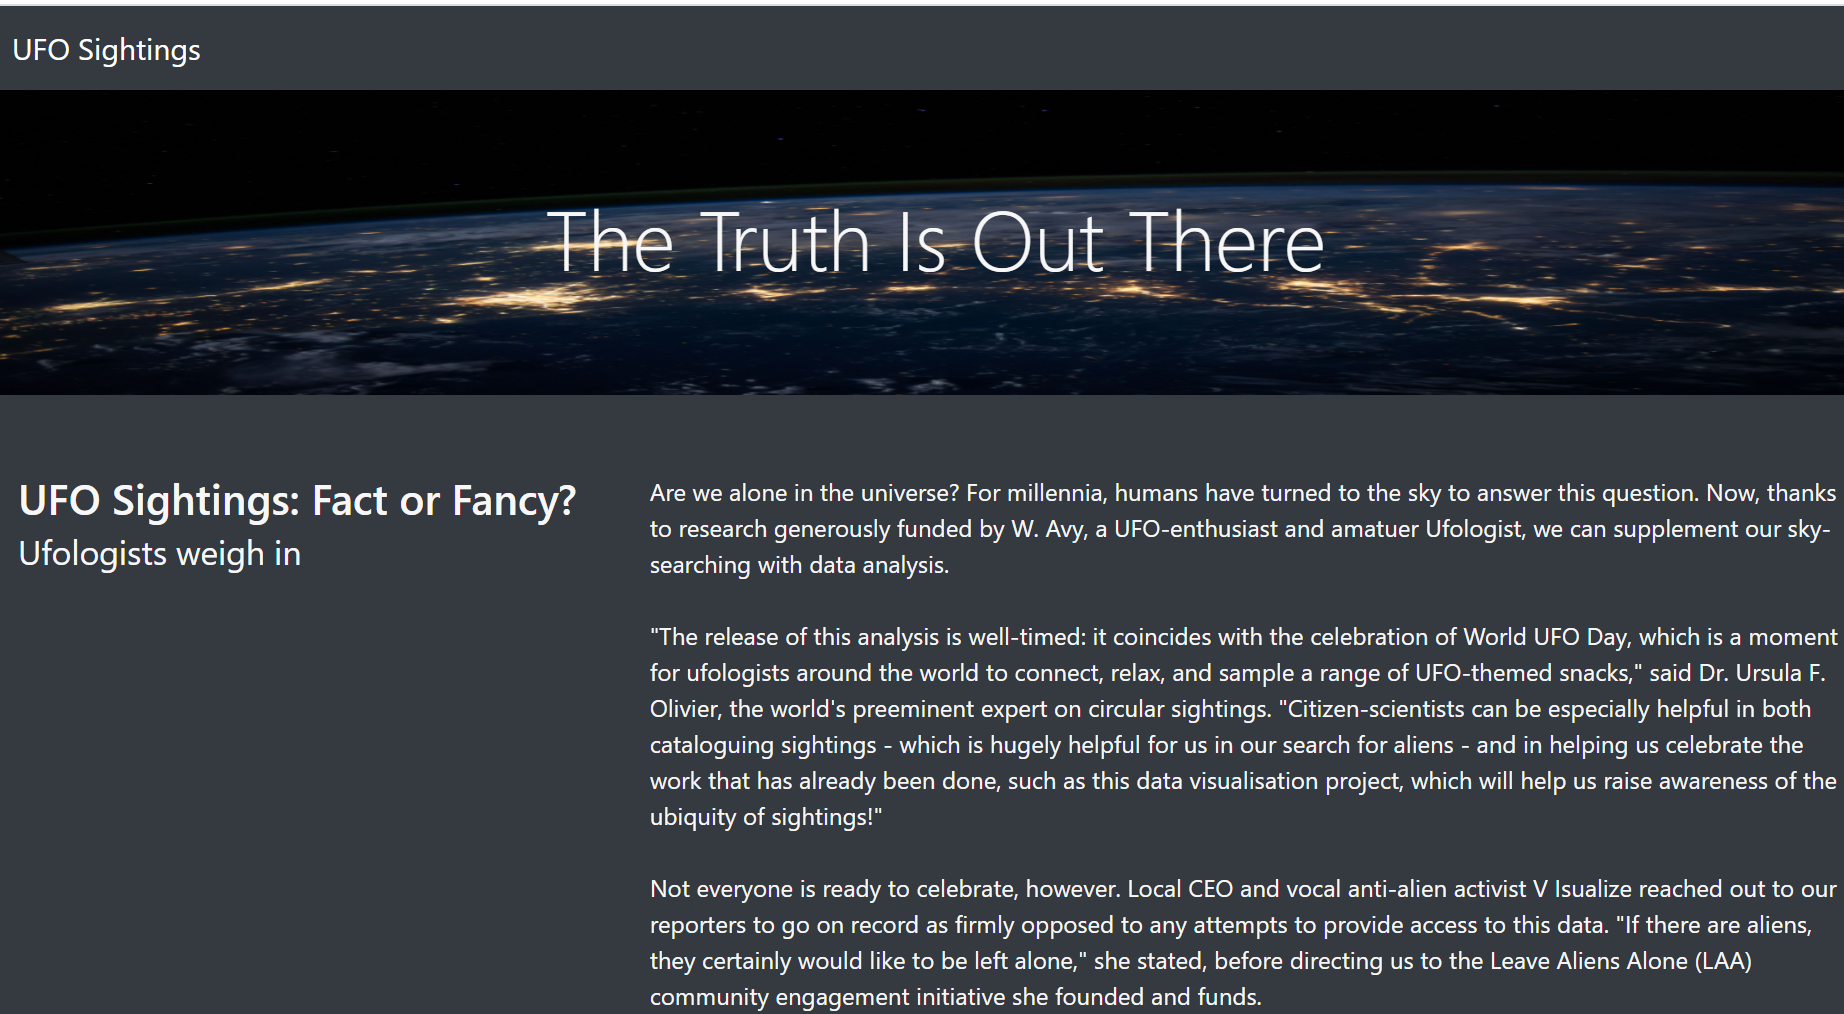 UFO Sightings
The Truth Is Out There
UFO Sightings: Fact or Fancy?
Ufologists weigh in
Are we alone in the universe? For millennia, humans have turned to the sky to answer this question. Now, thanks
to research generously funded by W. Avy, a UFO-enthusiast and amatuer Ufologist, we can supplement our sky-
searching with data analysis.
"The release of this analysis is well-timed: it coincides with the celebration of World UFO Day, which is a moment
for ufologists around the world to connect, relax, and sample a range of UFO-themed snacks," said Dr. Ursula F.
Olivier, the world's preeminent expert on circular sightings. "Citizen-scientists can be especially helpful in both
cataloguing sightings - which is hugely helpful for us in our search for aliens - and in helping us celebrate the
work that has already been done, such as this data visualisation project, which will help us raise awareness of the
ubiquity of sightings!"
Not everyone is ready to celebrate, however. Local CEO and vocal anti-alien activist V Isualize reached out to our
reporters to go on record as firmly opposed to any attempts to provide access to this data. "If there are aliens,
they certainly would like to be left alone," she stated, before directing us to the Leave Aliens Alone (LAA)
community engagement initiative she founded and funds.